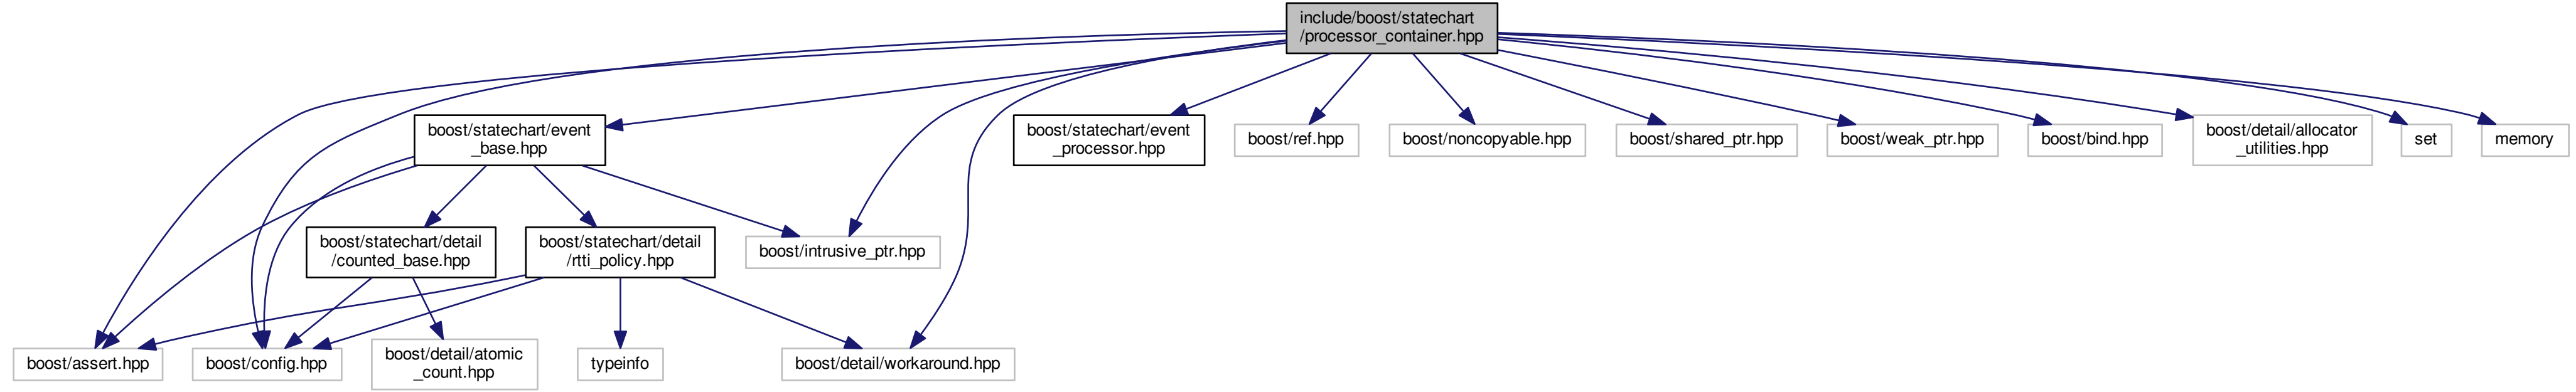 include/boost/statechart
/processor_container.hpp
boost/statechart/event
_base.hpp
boost/statechart/event
_processor.hpp
boost/ref.hpp
boost/noncopyable.hpp
boost/shared_ptr.hpp
boost/weak_ptr.hpp
boost/bind.hpp
boost/detail/allocator
_utilities.hpp
set
memory
boost/statechart/detail
/counted_base.hpp
boost/statechart/detail
/rtti_policy.hpp
boost/intrusive_ptr.hpp
boost/assert.hpp
boost/config.hpp
boost/detail/atomic
_count.hpp
typeinfo
boost/detail/workaround.hpp